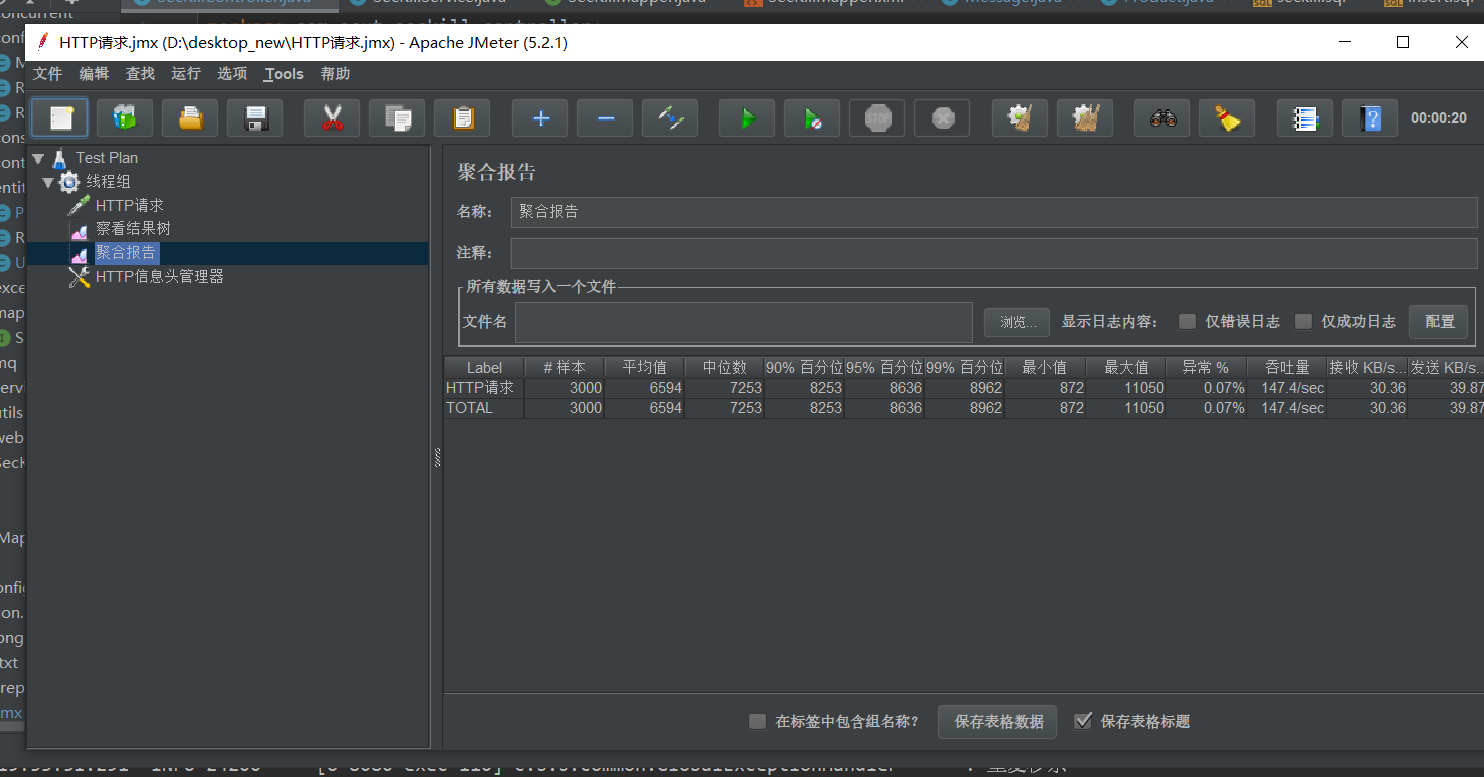 HTTP请求.jmx (D:\desktop_new\HTTP请求.jmx) - Apache JMeter (5.2.1)
文件 编辑 查找 运行 选项 Tools 帮助
STOP
00:00:20
Test Plan
线程组
HTTP请求
察看结果树
聚合报告
HTTP信息头管理器
聚合报告
名称： 聚合报告
注释：
所有数据写入一个文件
文件名 浏览... 显示日志内容： 仅错误日志 仅成功日志 配置
Label # 样本 平均值 中位数 90% 百分位 95% 百分位 99% 百分位 最小值 最大值 异常 % 吞吐量 接收 KB/s... 发送 KB/s...
HTTP请求 3000 6594 7253 8253 8636 8962 872 11050 0.07% 147.4/sec 30.36 39.87
TOTAL 3000 6594 7253 8253 8636 8962 872 11050 0.07% 147.4/sec 30.36 39.87
在标签中包含组名称？ 保存表格数据 保存表格标题